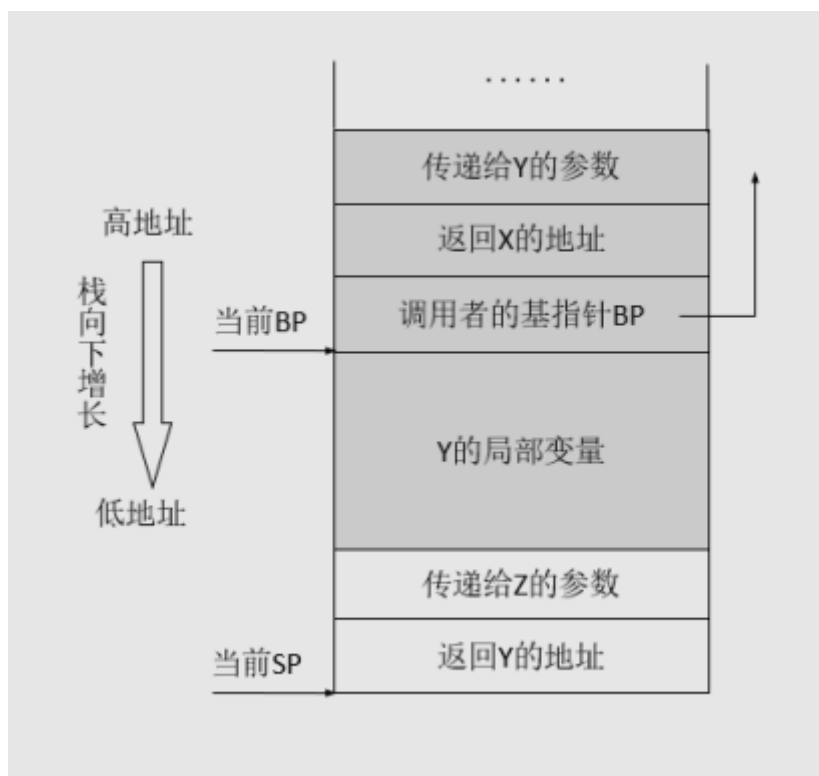 ……
传递给Y的参数
高地址
返回X的地址
栈向下增长
当前BP
调用者的基指针BP
Y的局部变量
低地址
传递给Z的参数
当前SP
返回Y的地址